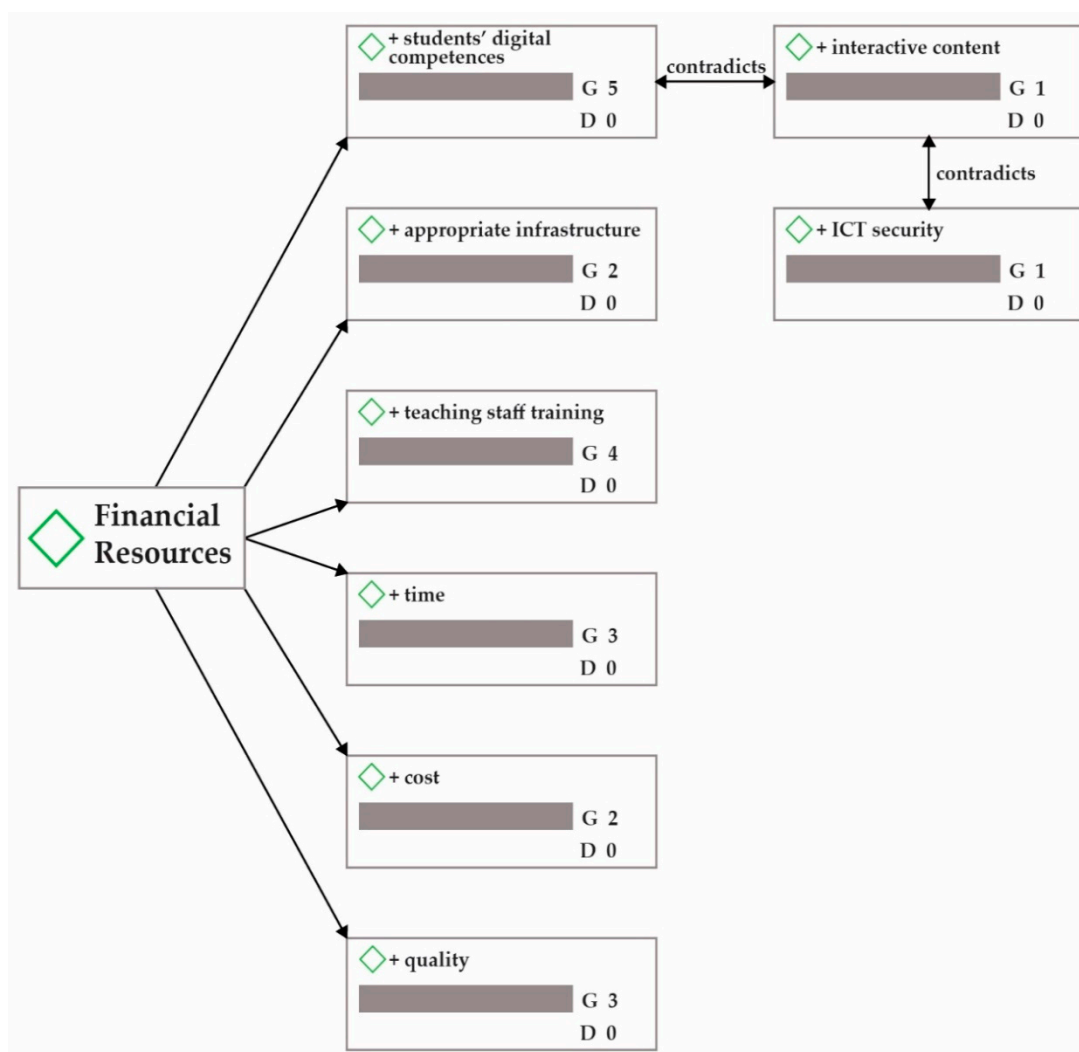 + students’ digital
competences
G 5
D 0
contradicts
+ interactive content
G 1
D 0
contradicts
+ appropriate infrastructure
G 2
D 0
+ ICT security
G 1
D 0
+ teaching staff training
G 4
D 0
Financial
Resources
+ time
G 3
D 0
+ cost
G 2
D 0
+ quality
G 3
D 0